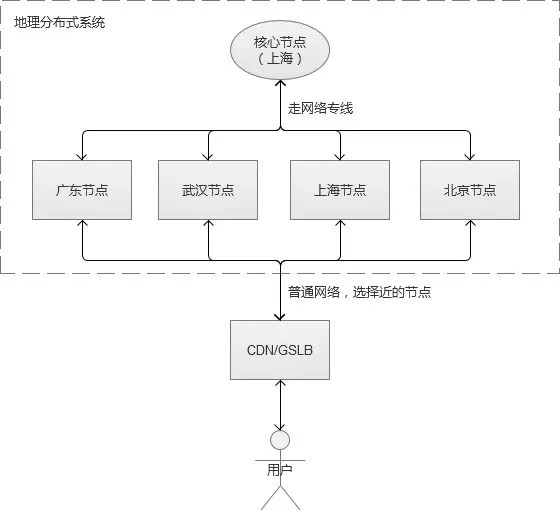 地理分布式系统
核心节点
（上海）
走网络专线
广东节点
武汉节点
上海节点
北京节点
普通网络，选择近的节点
CDN/GSLB
用户